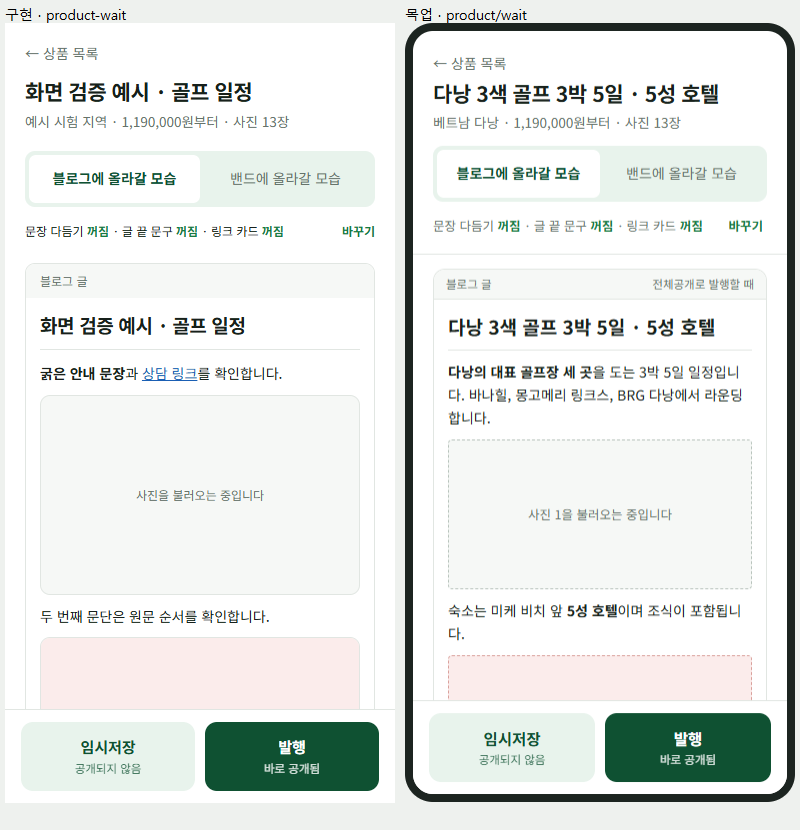 구현 · product-wait
← 상품 목록
화면 검증 예시 · 골프 일정
예시 시험 지역 · 1,190,000원부터 · 사진 13장
블로그에 올라갈 모습
밴드에 올라갈 모습
문장 다듬기 꺼짐 · 글 끝 문구 꺼짐 · 링크 카드 꺼짐
바꾸기
블로그 글
화면 검증 예시 · 골프 일정
굵은 안내 문장과 상담 링크를 확인합니다.
사진을 불러오는 중입니다
두 번째 문단은 원문 순서를 확인합니다.
임시저장
공개되지 않음
발행
바로 공개됨
목업 · product/wait
← 상품 목록
다낭 3색 골프 3박 5일 · 5성 호텔
베트남 다낭 · 1,190,000원부터 · 사진 13장
블로그에 올라갈 모습
밴드에 올라갈 모습
문장 다듬기 꺼짐 · 글 끝 문구 꺼짐 · 링크 카드 꺼짐
바꾸기
블로그 글
전체공개로 발행할 때
다낭 3색 골프 3박 5일 · 5성 호텔
다낭의 대표 골프장 세 곳을 도는 3박 5일 일정입니
다. 바나힐, 몽고메리 링크스, BRG 다낭에서 라운딩
합니다.
사진 1을 불러오는 중입니다
숙소는 미케 비치 앞 5성 호텔이며 조식이 포함됩니
다.
임시저장
공개되지 않음
발행
바로 공개됨